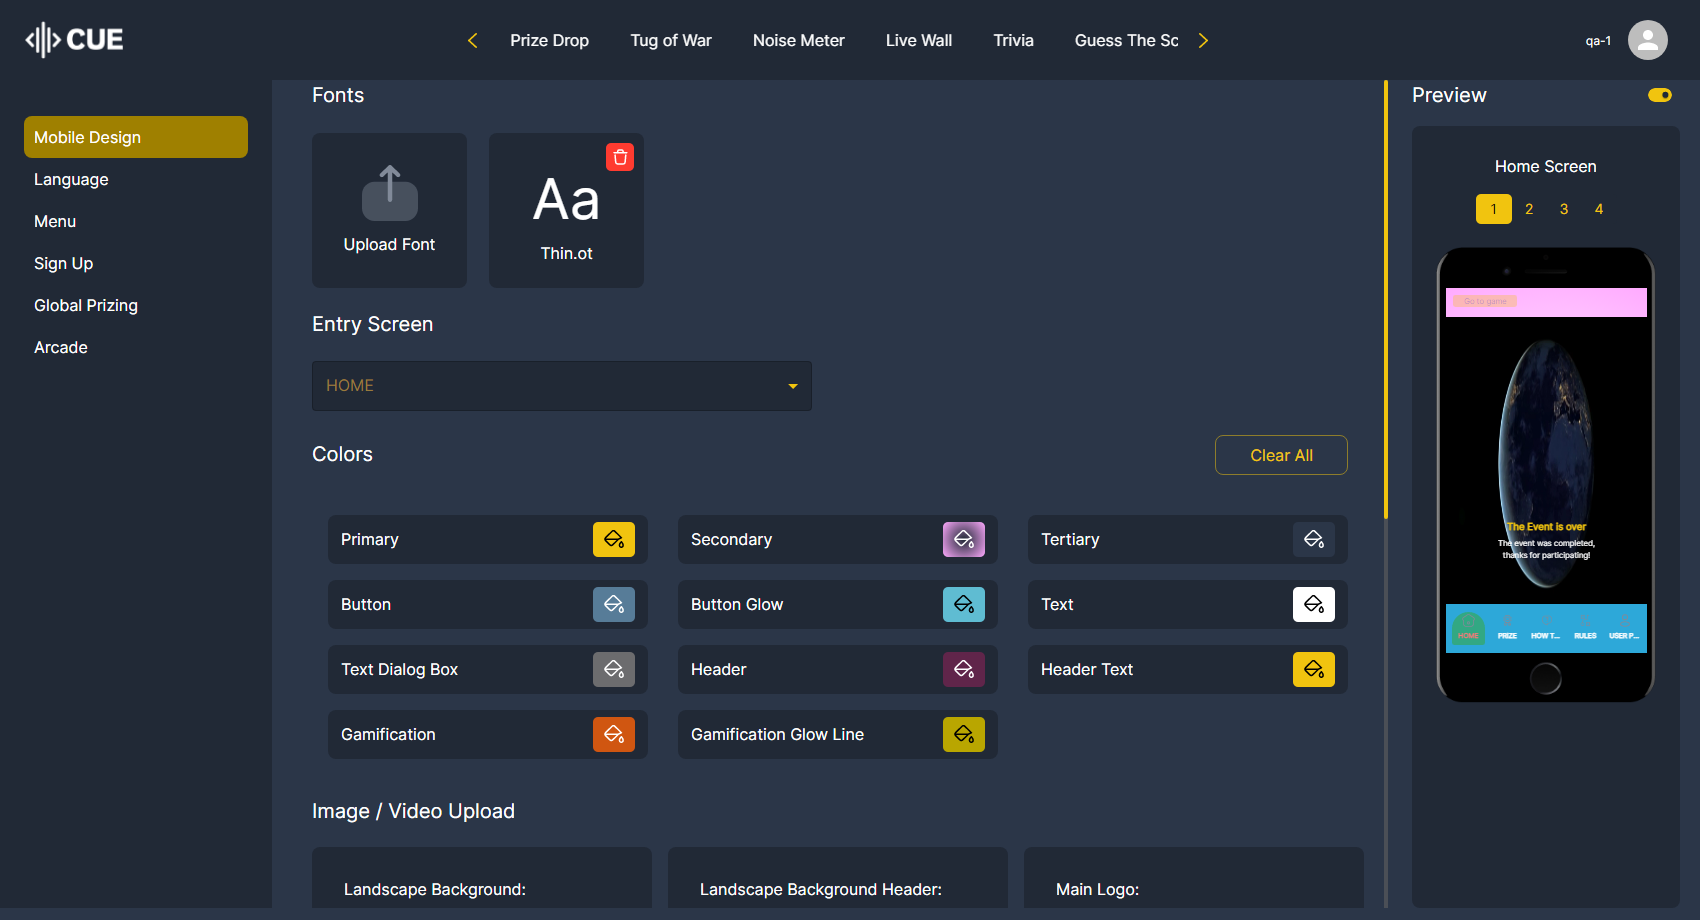 CUE
Prize Drop
Tug of War
Noise Meter
Live Wall
Trivia
Guess The Sc
qa-1
Mobile Design
Language
Menu
Sign Up
Global Prizing
Arcade
Fonts
Upload Font
Aa
Thin.ot
Entry Screen
HOME
Colors
Clear All
Primary
Secondary
Tertiary
Button
Button Glow
Text
Text Dialog Box
Header
Header Text
Gamification
Gamification Glow Line
Image / Video Upload
Landscape Background:
Landscape Background Header:
Main Logo:
Preview
Home Screen
1 2 3 4
Go to game
The Event is over
The event was completed,
thanks for participating!
HOME PRIZE HOW T... RULES USER P...